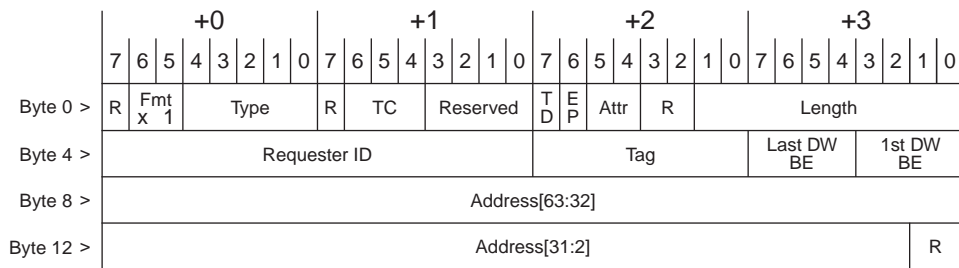 +0 +1 +2 +3
7 6 5 4 3 2 1 0 7 6 5 4 3 2 1 0 7 6 5 4 3 2 1 0 7 6 5 4 3 2 1 0
Byte 0 > R Fmt x 1 Type R TC Reserved TD EP Attr R Length
Byte 4 > Requester ID Tag Last DW BE 1st DW BE
Byte 8 > Address[63:32]
Byte 12 > Address[31:2] R